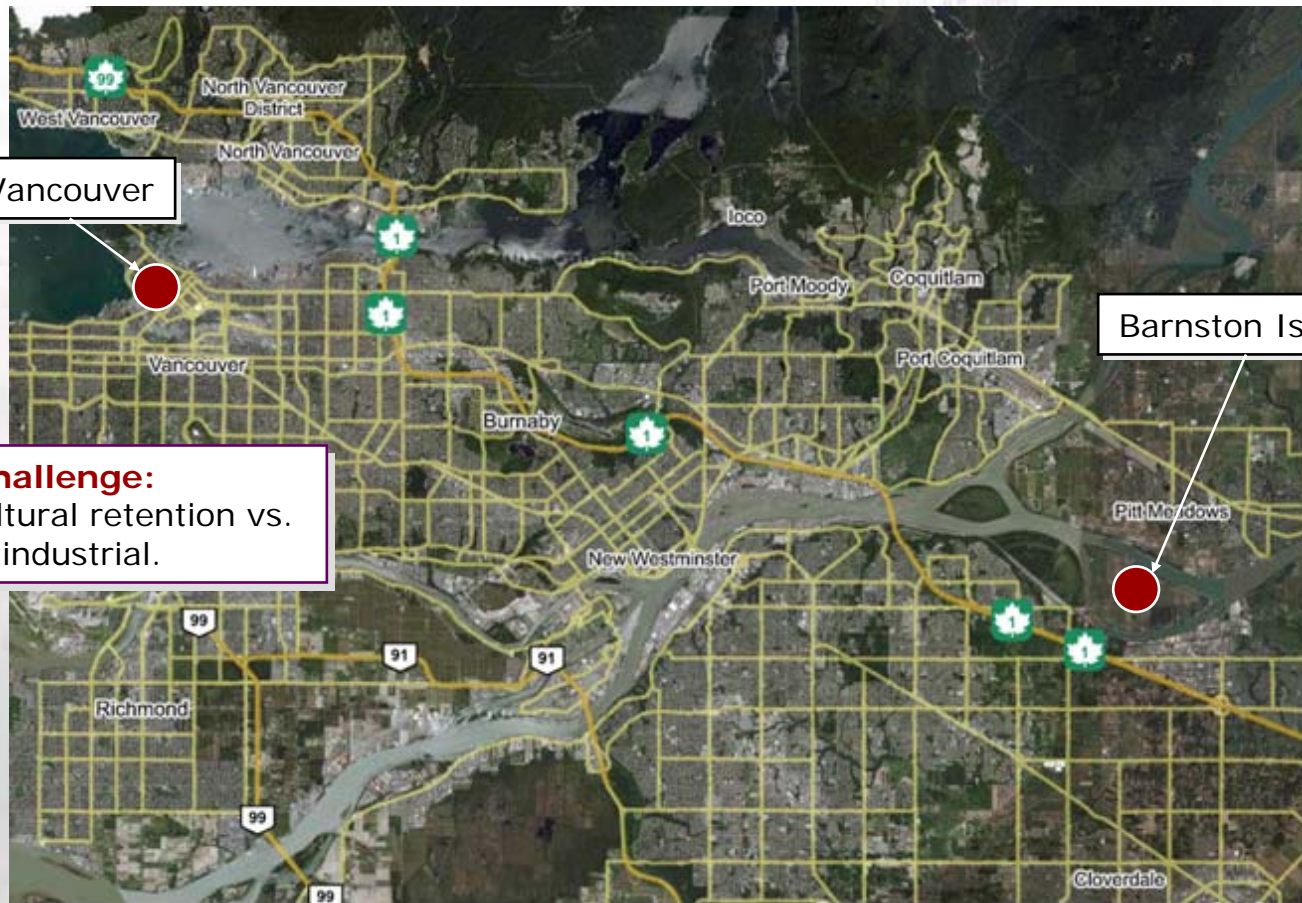 99
North Vancouver
District
West Vancouver
North Vancouver
Vancouver
1
Ioco
1
Port Moody
Coquitlam
Barnston Is
Vancouver
Port Coquitlam
Burnaby
1
hallenge:
ltural retention vs.
industrial.
Pitt Meadows
New Westminster
99
1
1
91
91
Richmond
99
Cloverdale
99